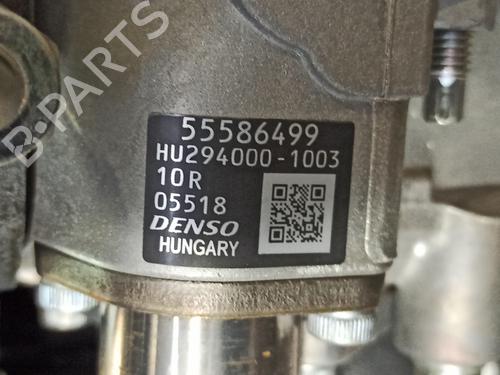 B-PARTS
55586499
HU294000-1003
10R
05518
DENSO
HUNGARY